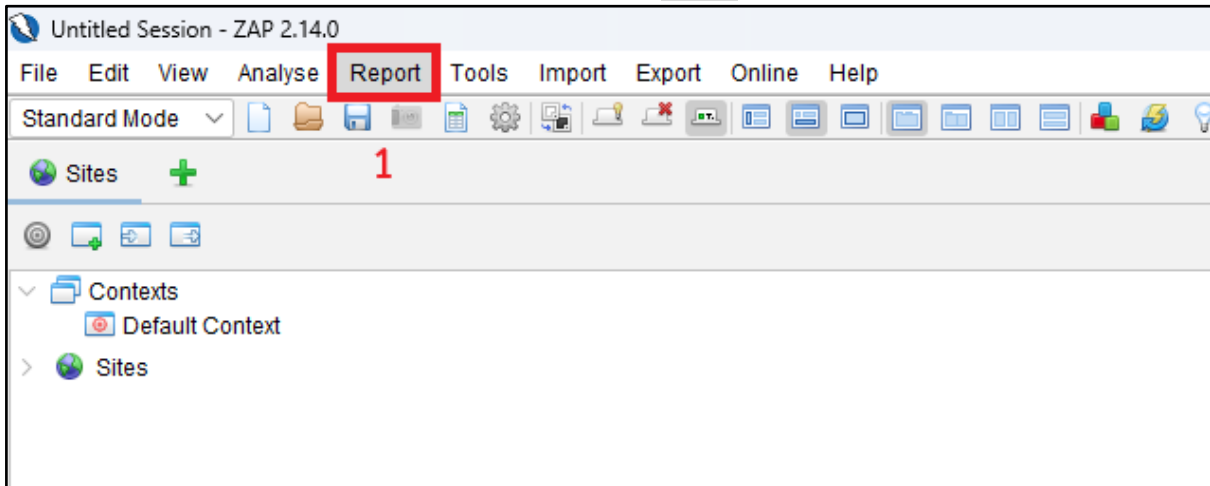 Untitled Session - ZAP 2.14.0
File Edit View Analyse Report Tools Import Export Online Help
Standard Mode
1
Sites
Contexts
Default Context
Sites